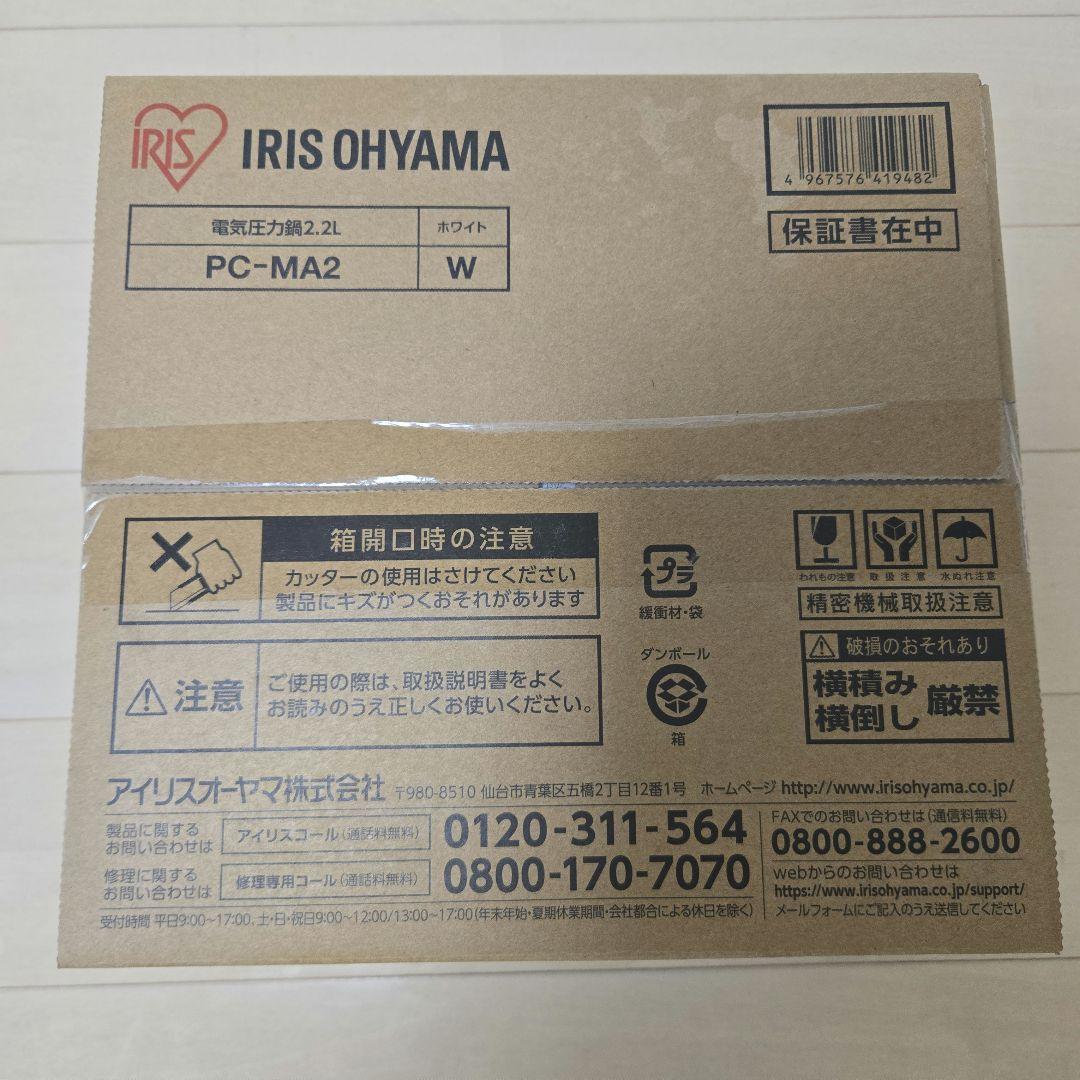 IRIS
IRIS OHYAMA
4 967576 419482
電気圧力鍋2.2L
ホワイト
PC-MA2
W
保証書在中
箱開口時の注意
カッターの使用はさけてください
製品にキズがつくおそれがあります
プラ
緩衝材・袋
われもの注意
取扱注意
水ぬれ注意
精密機械取扱注意
注意
ご使用の際は、取扱説明書をよく
お読みのうえ正しくお使いください。
ダンボール
箱
破損のおそれあり
横積み
横倒し
厳禁
アイリスオーヤマ株式会社 〒980-8510 仙台市青葉区五橋2丁目12番1号 ホームページ http://www.irisohyama.co.jp/
製品に関する
お問い合わせは
アイリスコール(通話料無料)
0120-311-564
修理に関する
お問い合わせは
修理専用コール(通話料無料)
0800-170-7070
受付時間 平日9:00~17:00、土・日・祝日9:00~12:00/13:00~17:00(年末年始・夏期休業期間・会社都合による休日を除く)
FAXでのお問い合わせは(通信料無料)
0800-888-2600
webからのお問い合わせは
https://www.irisohyama.co.jp/support/
メールフォームにご記入のうえ送信してください